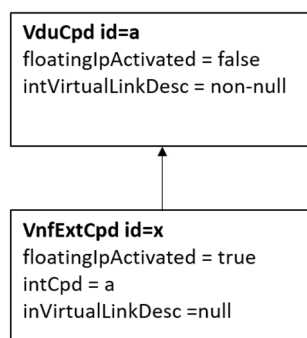 VduCpd id=a
floatingIpActivated = false
intVirtualLinkDesc = non-null
VnfExtCpd id=x
floatingIpActivated = true
intCpd = a
inVirtualLinkDesc =null